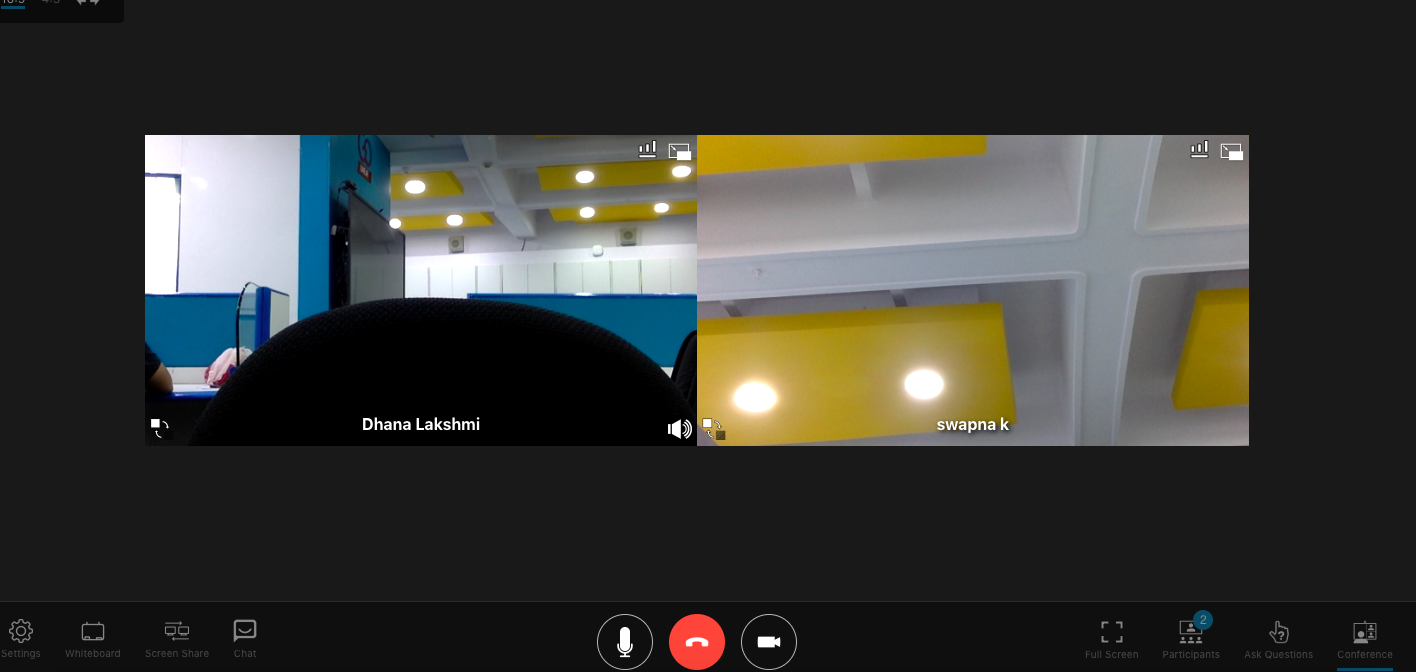 16:9 4:3
Dhana Lakshmi
swapna k
2
Settings Whiteboard Screen Share Chat Full Screen Participants Ask Questions Conference